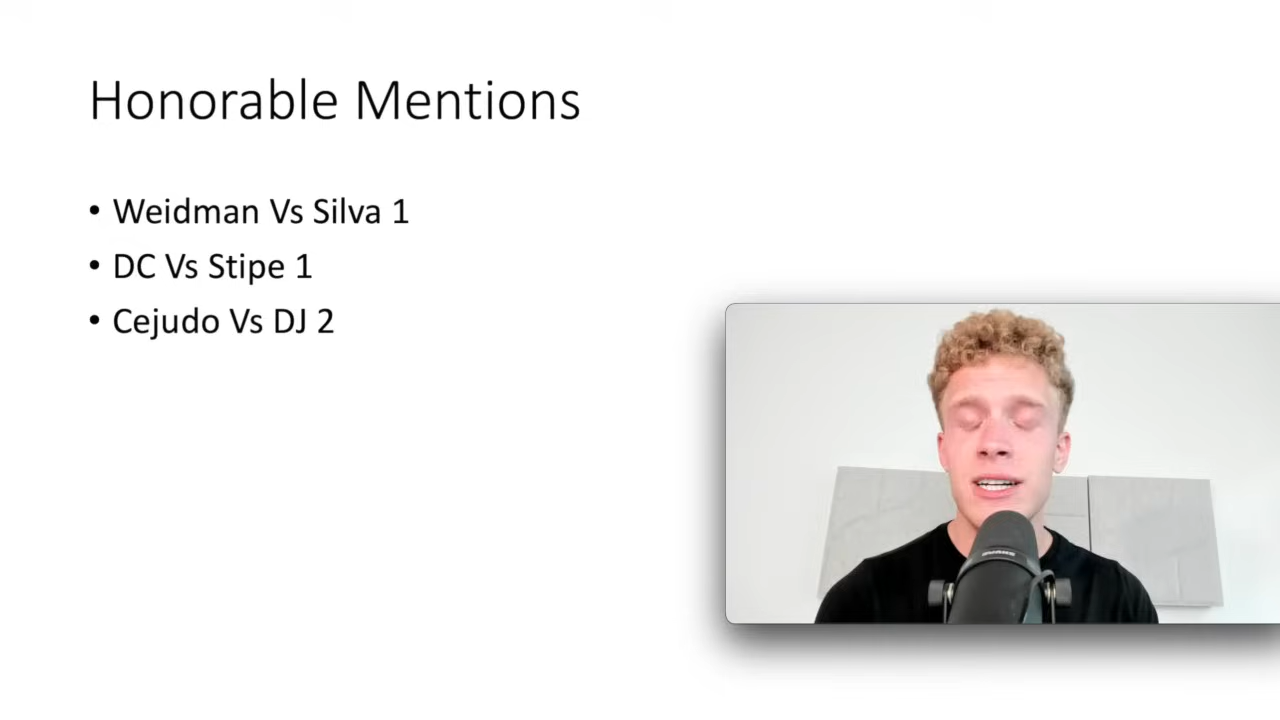 Honorable Mentions
• Weidman Vs Silva 1
• DC Vs Stipe 1
• Cejudo Vs DJ 2